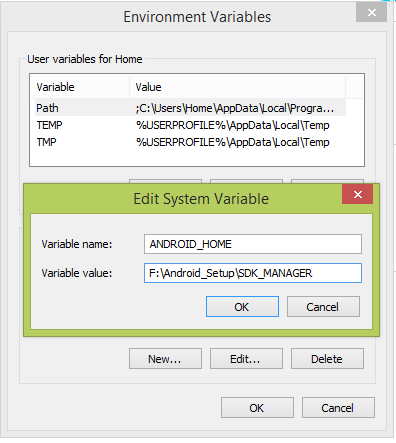 Environment Variables
User variables for Home
Variable Value
Path ;C:\Users\Home\AppData\Local\Progra...
TEMP %USERPROFILE%\AppData\Local\Temp
TMP %USERPROFILE%\AppData\Local\Temp
Edit System Variable
Variable name: ANDROID_HOME
Variable value: F:\Android_Setup\SDK_MANAGER
OK Cancel
New... Edit... Delete
OK Cancel